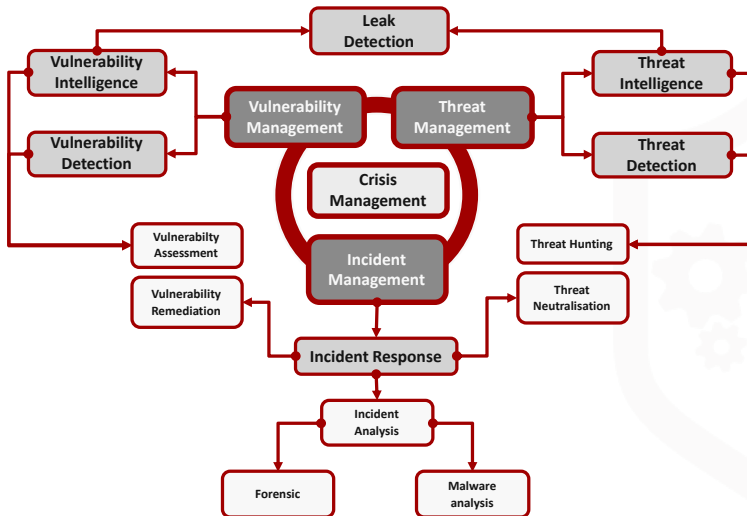 Leak
Detection
Vulnerability
Intelligence
Threat
Intelligence
Vulnerability
Management
Threat
Management
Vulnerability
Detection
Threat
Detection
Crisis
Management
Vulnerabilty
Assessment
Threat Hunting
Incident
Management
Vulnerability
Remediation
Threat
Neutralisation
Incident Response
Incident
Analysis
Forensic
Malware
analysis